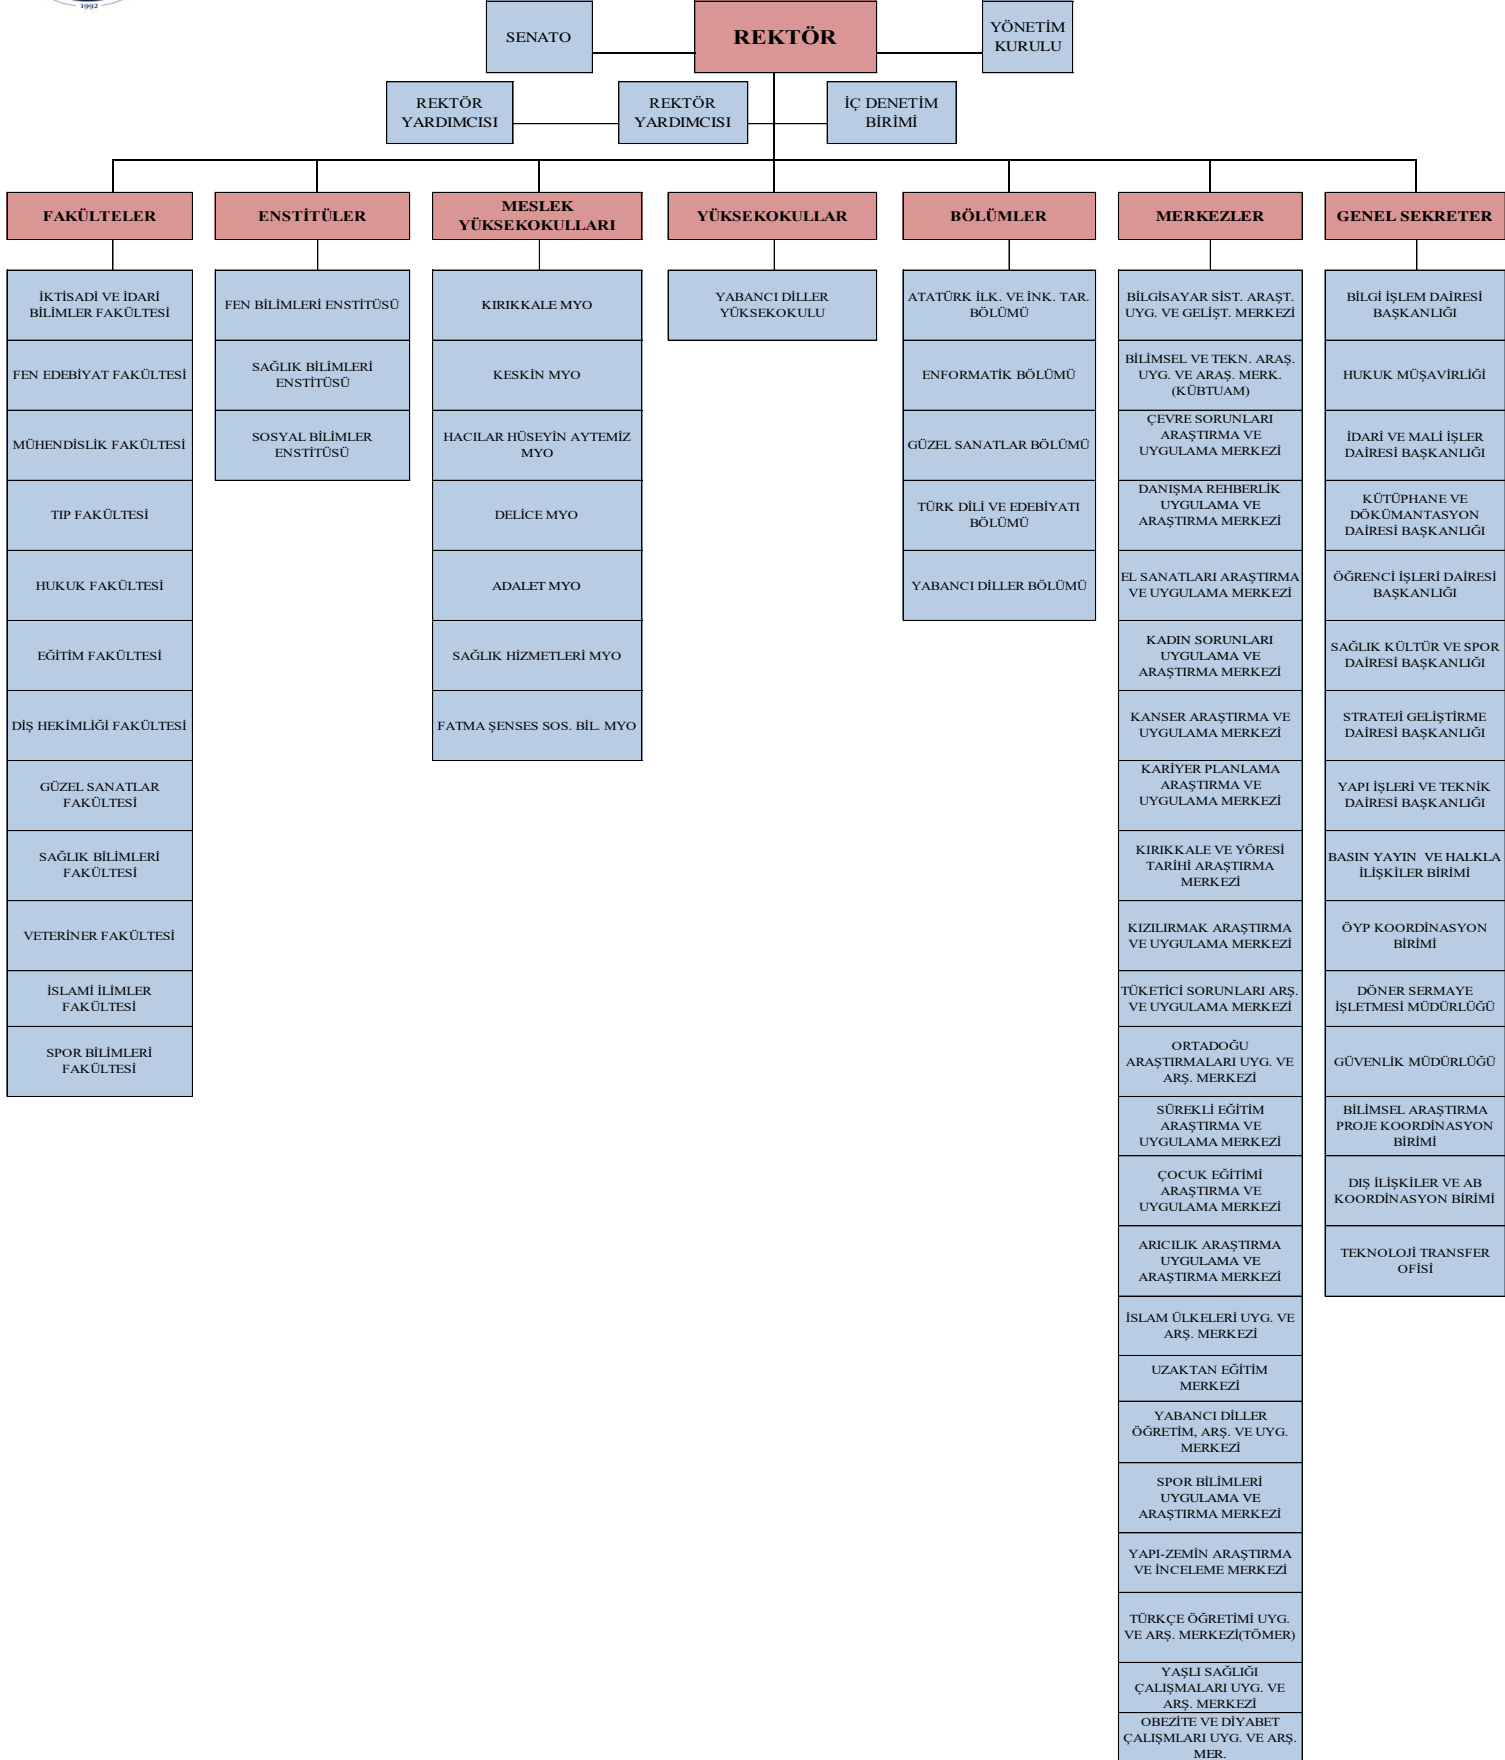 1992
SENATO
REKTÖR
YÖNETİM
KURULU
REKTÖR
YARDIMCISI
REKTÖR
YARDIMCISI
İÇ DENETİM
BİRİMİ
FAKÜLTELER
ENSTİTÜLER
MESLEK
YÜKSEKOKULLARI
YÜKSEKOKULLAR
BÖLÜMLER
MERKEZLER
GENEL SEKRETER
İKTİSADİ VE İDARİ
BİLİMLER FAKÜLTESİ
FEN EDEBİYAT FAKÜLTESİ
MÜHENDİSLİK FAKÜLTESİ
TIP FAKÜLTESİ
HUKUK FAKÜLTESİ
EĞİTİM FAKÜLTESİ
DİŞ HEKİMLİĞİ FAKÜLTESİ
GÜZEL SANATLAR
FAKÜLTESİ
SAĞLIK BİLİMLERİ
FAKÜLTESİ
VETERİNER FAKÜLTESİ
İSLAMİ İLİMLER
FAKÜLTESİ
SPOR BİLİMLERİ
FAKÜLTESİ
FEN BİLİMLERİ ENSTİTÜSÜ
SAĞLIK BİLİMLERİ
ENSTİTÜSÜ
SOSYAL BİLİMLER
ENSTİTÜSÜ
KIRIKKALE MYO
KESKİN MYO
HACILAR HÜSEYİN AYTEMİZ
MYO
DELİCE MYO
ADALET MYO
SAĞLIK HİZMETLERİ MYO
FATMA ŞENSES SOS. BİL. MYO
YABANCI DİLLER
YÜKSEKOKULU
ATATÜRK İLK. VE İNK. TAR.
BÖLÜMÜ
ENFORMATİK BÖLÜMÜ
GÜZEL SANATLAR BÖLÜMÜ
TÜRK DİLİ VE EDEBİYATI
BÖLÜMÜ
YABANCI DİLLER BÖLÜMÜ
BİLGİSAYAR SİST. ARAŞT.
UYG. VE GELİŞT. MERKEZİ
BİLİMSEL VE TEKN. ARAŞ.
UYG. VE ARAŞ. MERK.
(KÜBTUAM)
ÇEVRE SORUNLARI
ARAŞTIRMA VE
UYGULAMA MERKEZİ
DANIŞMA REHBERLİK
UYGULAMA VE
ARAŞTIRMA MERKEZİ
EL SANATLARI ARAŞTIRMA
VE UYGULAMA MERKEZİ
KADIN SORUNLARI
UYGULAMA VE
ARAŞTIRMA MERKEZİ
KANSER ARAŞTIRMA VE
UYGULAMA MERKEZİ
KARİYER PLANLAMA
ARAŞTIRMA VE
UYGULAMA MERKEZİ
KIRIKKALE VE YÖRESİ
TARİHİ ARAŞTIRMA
MERKEZİ
KIZILIRMAK ARAŞTIRMA
VE UYGULAMA MERKEZİ
TÜKETİCİ SORUNLARI ARŞ.
VE UYGULAMA MERKEZİ
ORTADOĞU
ARAŞTIRMALARI UYG. VE
ARŞ. MERKEZİ
SÜREKLİ EĞİTİM
ARAŞTIRMA VE
UYGULAMA MERKEZİ
ÇOCUK EĞİTİMİ
ARAŞTIRMA VE
UYGULAMA MERKEZİ
ARICILIK ARAŞTIRMA
UYGULAMA VE
ARAŞTIRMA MERKEZİ
İSLAM ÜLKELERİ UYG. VE
ARŞ. MERKEZİ
UZAKTAN EĞİTİM
MERKEZİ
YABANCI DİLLER
ÖĞRETİM, ARŞ. VE UYG.
MERKEZİ
SPOR BİLİMLERİ
UYGULAMA VE
ARAŞTIRMA MERKEZİ
YAPI-ZEMİN ARAŞTIRMA
VE İNCELEME MERKEZİ
TÜRKÇE ÖĞRETİMİ UYG.
VE ARŞ. MERKEZİ(TÖMER)
YAŞLI SAĞLIĞI
ÇALIŞMALARI UYG. VE
ARŞ. MERKEZİ
OBEZİTE VE DİYABET
ÇALIŞMLARI UYG. VE ARŞ.
MER.
BİLGİ İŞLEM DAİRESİ
BAŞKANLIĞI
HUKUK MÜŞAVİRLİĞİ
İDARİ VE MALİ İŞLER
DAİRESİ BAŞKANLIĞI
KÜTÜPHANE VE
DÖKÜMANTASYON
DAİRESİ BAŞKANLIĞI
ÖĞRENCİ İŞLERİ DAİRESİ
BAŞKANLIĞI
SAĞLIK KÜLTÜR VE SPOR
DAİRESİ BAŞKANLIĞI
STRATEJİ GELİŞTİRME
DAİRESİ BAŞKANLIĞI
YAPI İŞLERİ VE TEKNİK
DAİRESİ BAŞKANLIĞI
BASIN YAYIN VE HALKLA
İLİŞKİLER BİRİMİ
ÖYP KOORDİNASYON
BİRİMİ
DÖNER SERMAYE
İŞLETMESİ MÜDÜRLÜĞÜ
GÜVENLİK MÜDÜRLÜĞÜ
BİLİMSEL ARAŞTIRMA
PROJE KOORDİNASYON
BİRİMİ
DIŞ İLİŞKİLER VE AB
KOORDİNASYON BİRİMİ
TEKNOLOJİ TRANSFER
OFİSİ